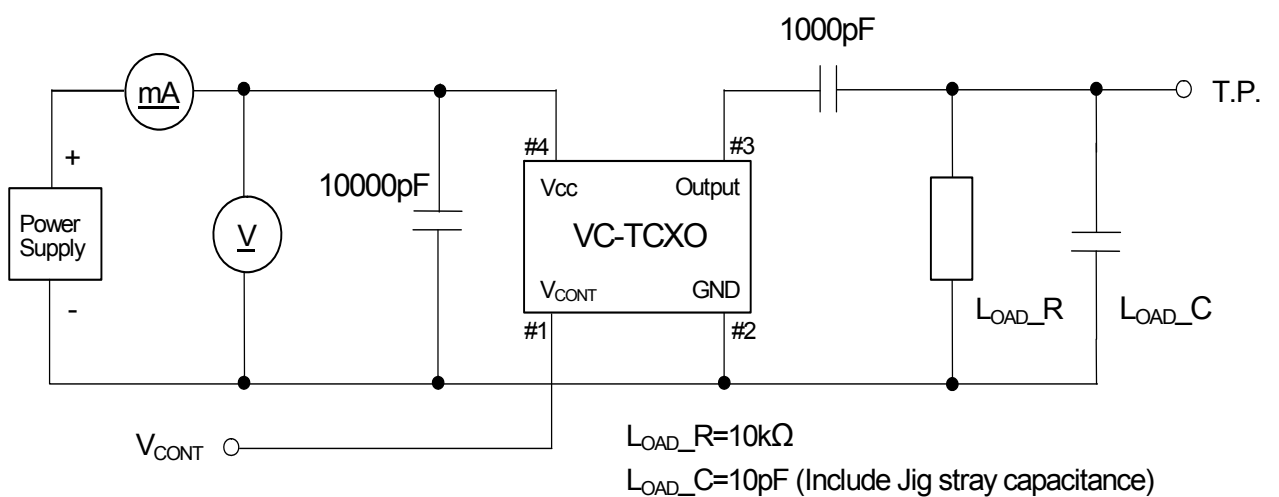 1000pF
mA
T.P.
#4
#3
+
10000pF
Vcc
Output
Power
Supply
V
VC-TCXO
-
VCONT
GND
LOAD_R
LOAD_C
#1
#2
VCONT
LOAD_R=10kΩ
LOAD_C=10pF (Include Jig stray capacitance)